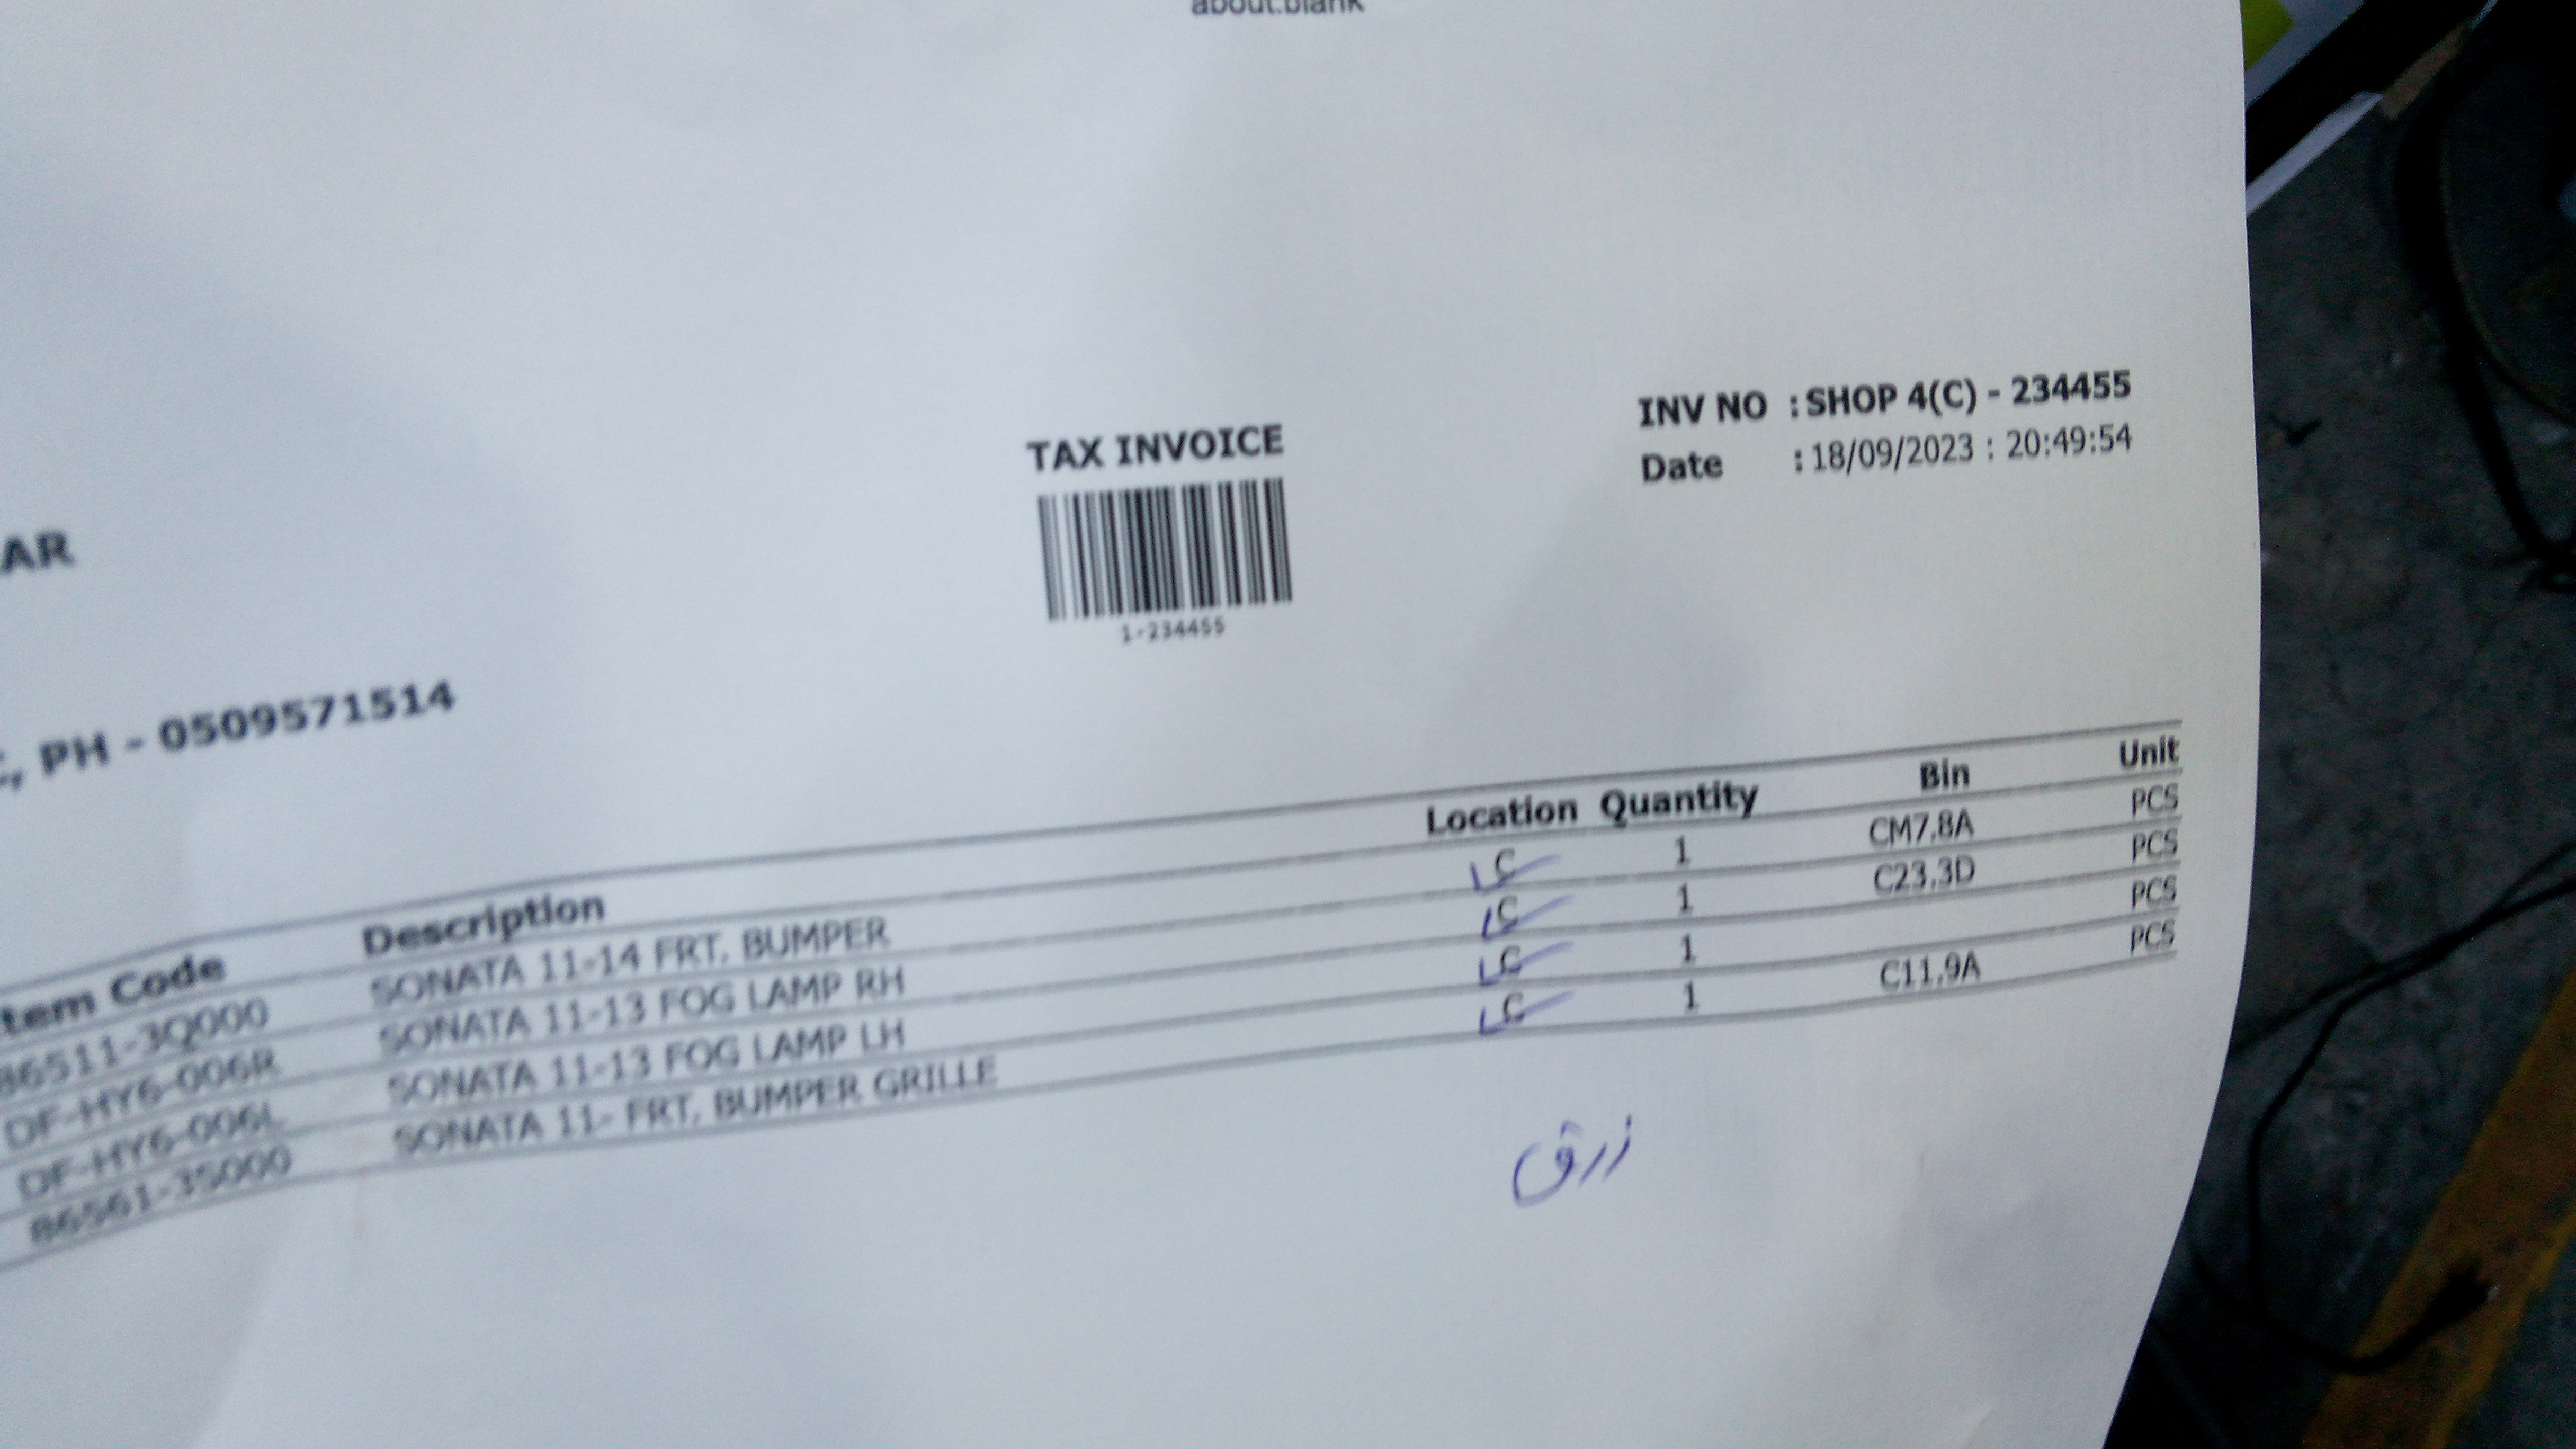 about:blank
INV NO : SHOP 4(C) - 234455
TAX INVOICE
Date : 18/09/2023 : 20:49:54
AR
1-234455
, PH - 0509571514
tem Code Description Location Quantity Bin Unit
86511-3Q000 SONATA 11-14 FRT. BUMPER C 1 CM7.8A PCS
DF-HY6-006R SONATA 11-13 FOG LAMP RH C 1 C23.3D PCS
DF-HY6-006L SONATA 11-13 FOG LAMP LH C 1 PCS
86561-3S000 SONATA 11- FRT. BUMPER GRILLE C 1 C11.9A PCS